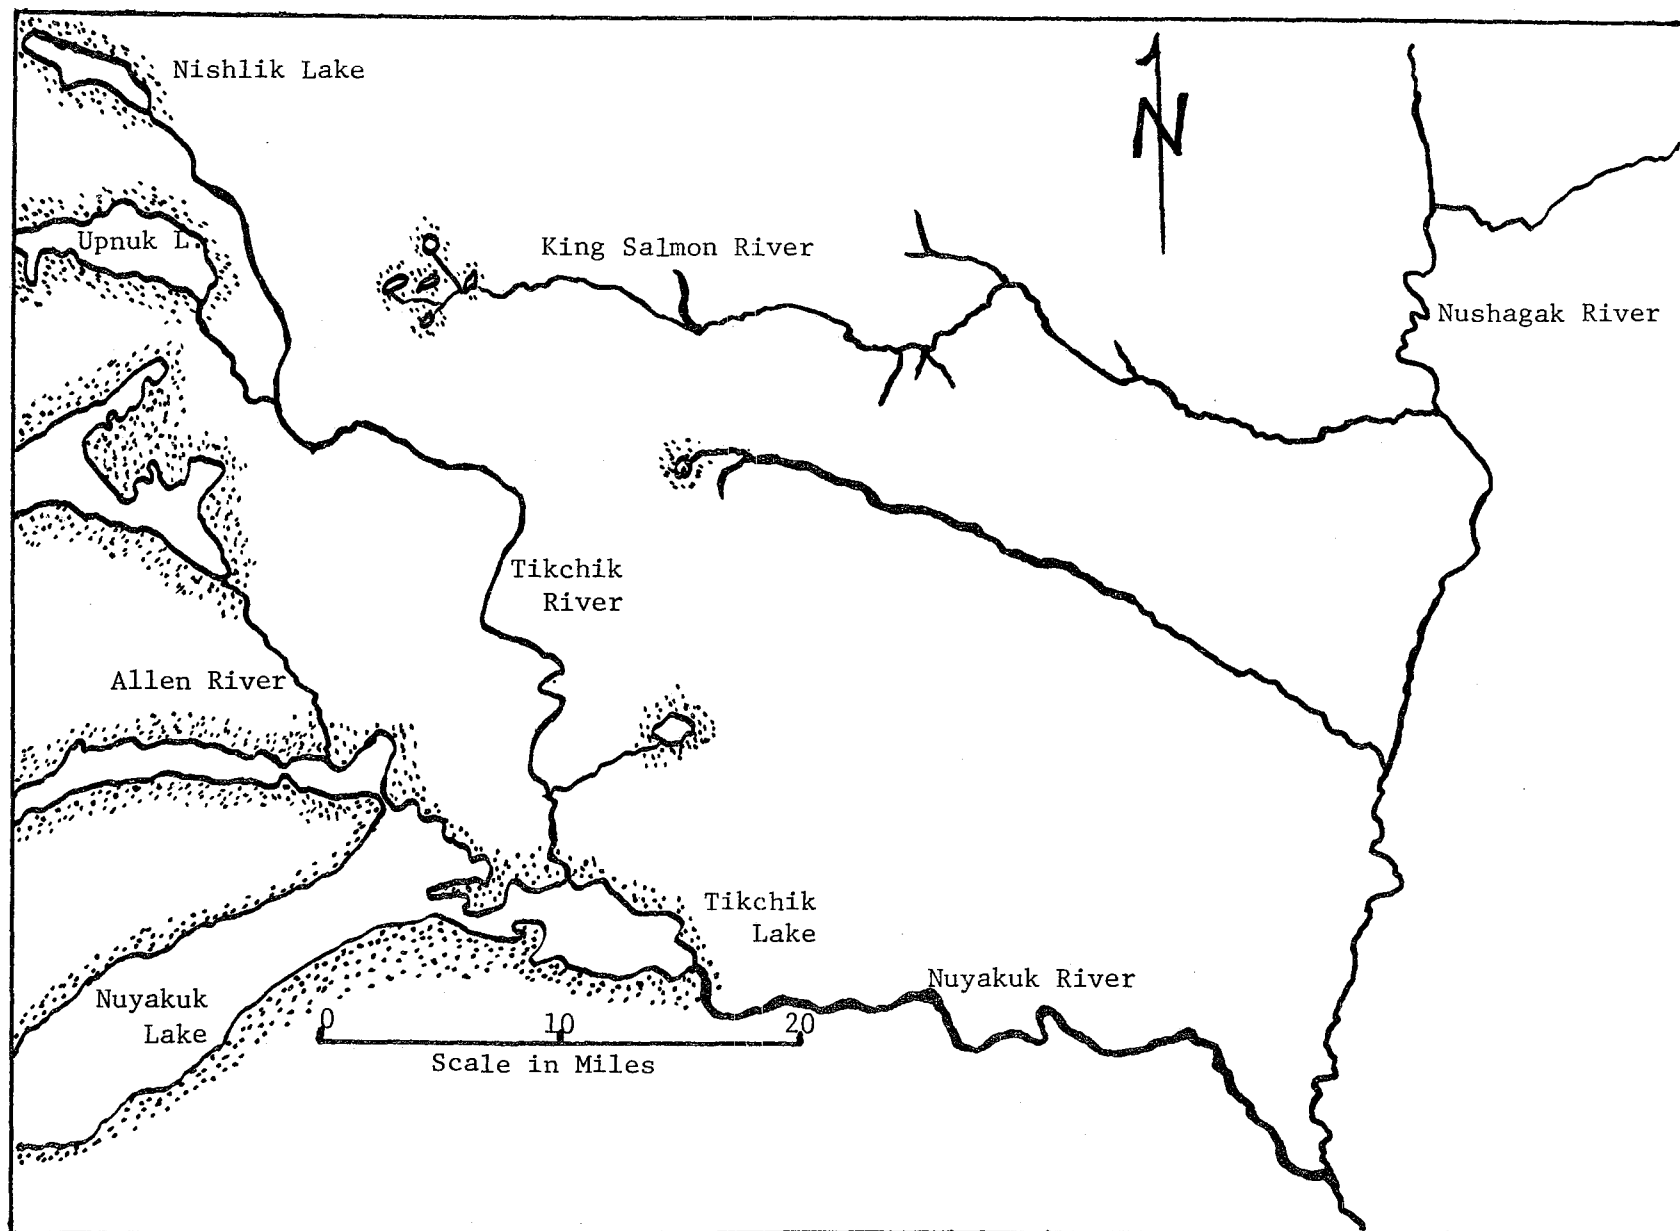 Nishlik Lake
N
Upnuk L.
King Salmon River
Nushagak River
Tikchik
River
Allen River
Tikchik
Lake
Nuyakuk River
Nuyakuk
Lake
0 10 20
Scale in Miles